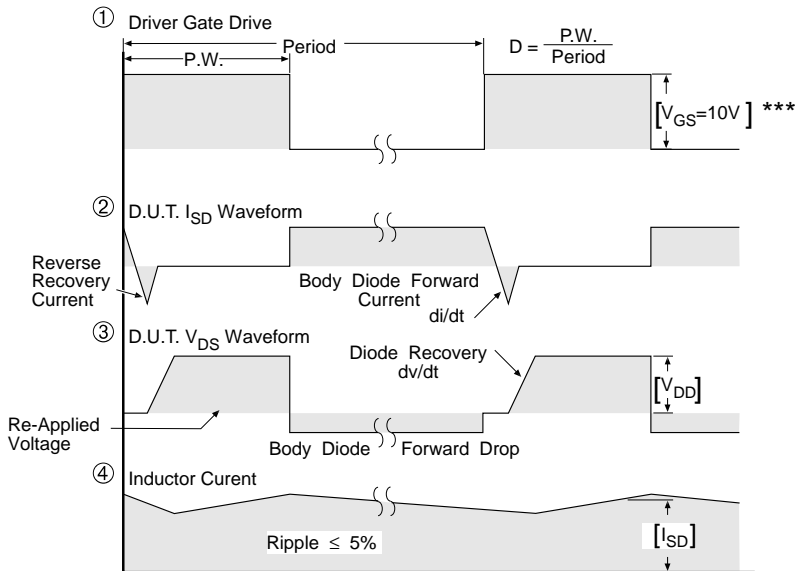 ① Driver Gate Drive
Period
P.W.
D = P.W. / Period
[V_GS=10V] ***
② D.U.T. I_SD Waveform
Reverse
Recovery
Current
Body Diode Forward
Current
di/dt
③ D.U.T. V_DS Waveform
Diode Recovery
dv/dt
[V_DD]
Re-Applied
Voltage
Body Diode Forward Drop
④ Inductor Curent
Ripple ≤ 5%
[I_SD]